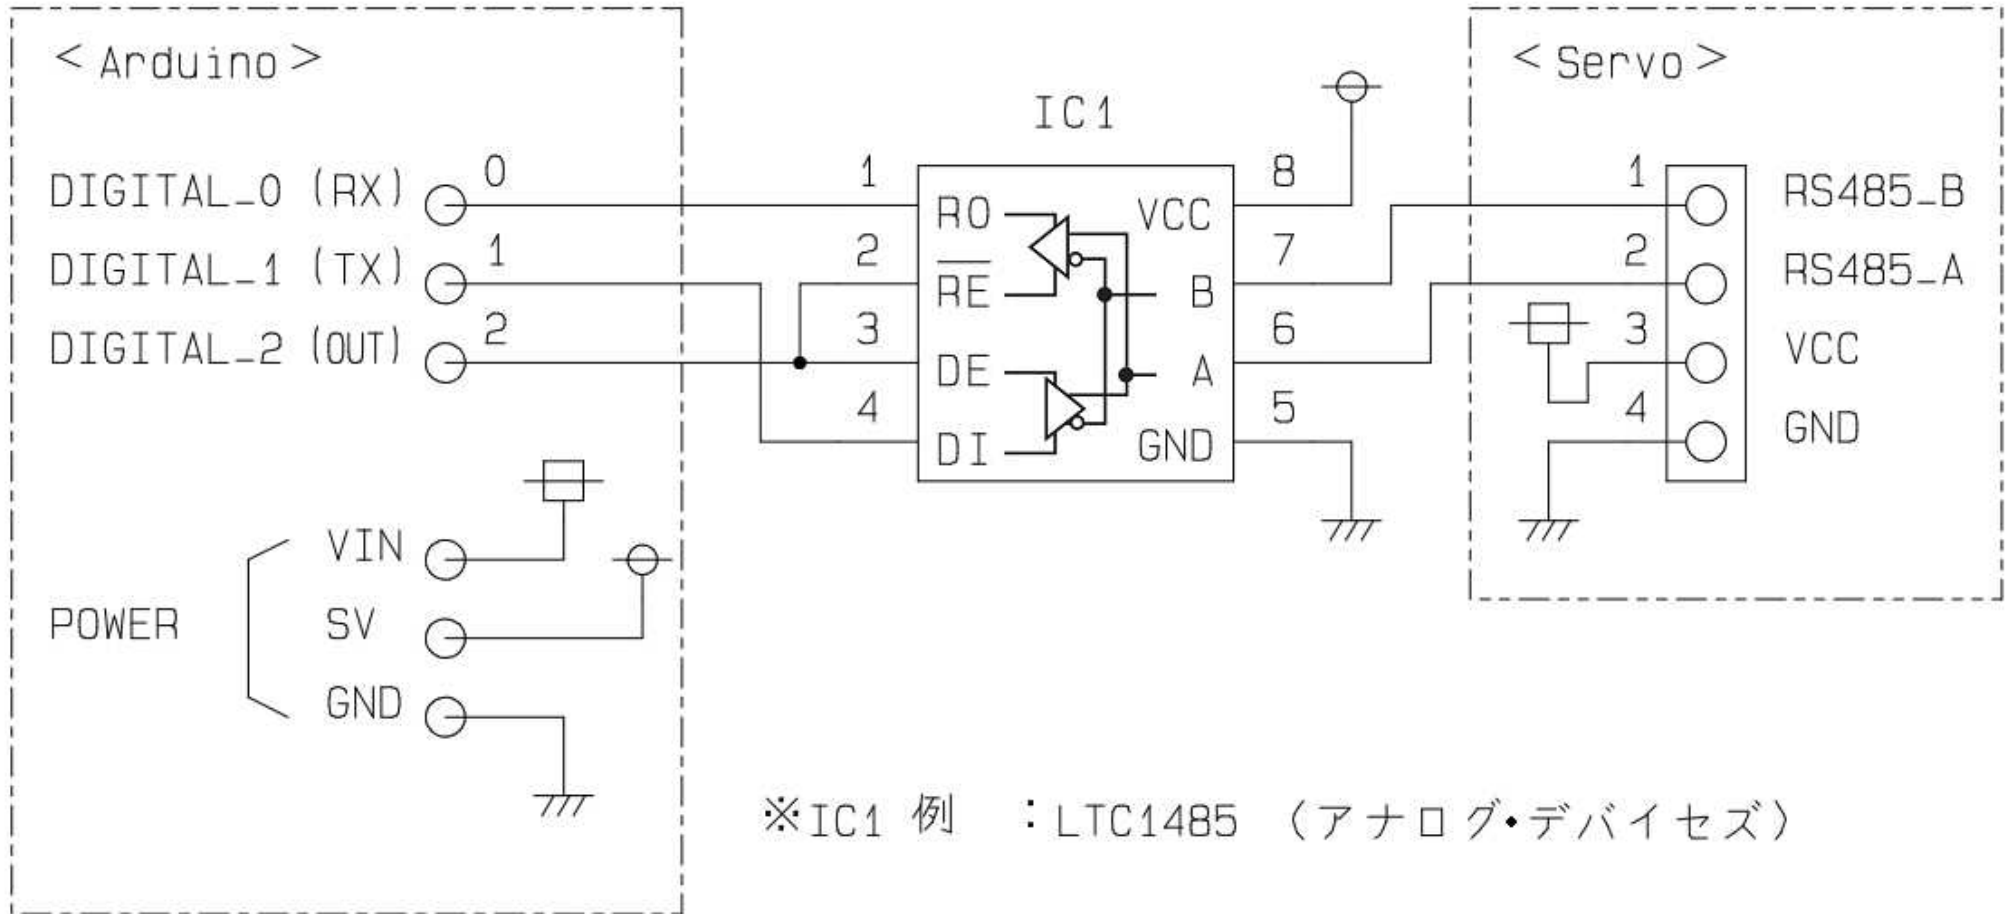 <Arduino>
DIGITAL_0 (RX) 0
DIGITAL_1 (TX) 1
DIGITAL_2 (OUT) 2
POWER
VIN
SV
GND
IC1
1 RO VCC 8
2 RE B 7
3 DE A 6
4 DI GND 5
<Servo>
1 RS485_B
2 RS485_A
3 VCC
4 GND
※IC1 例 :LTC1485 (アナログ・デバイセズ)